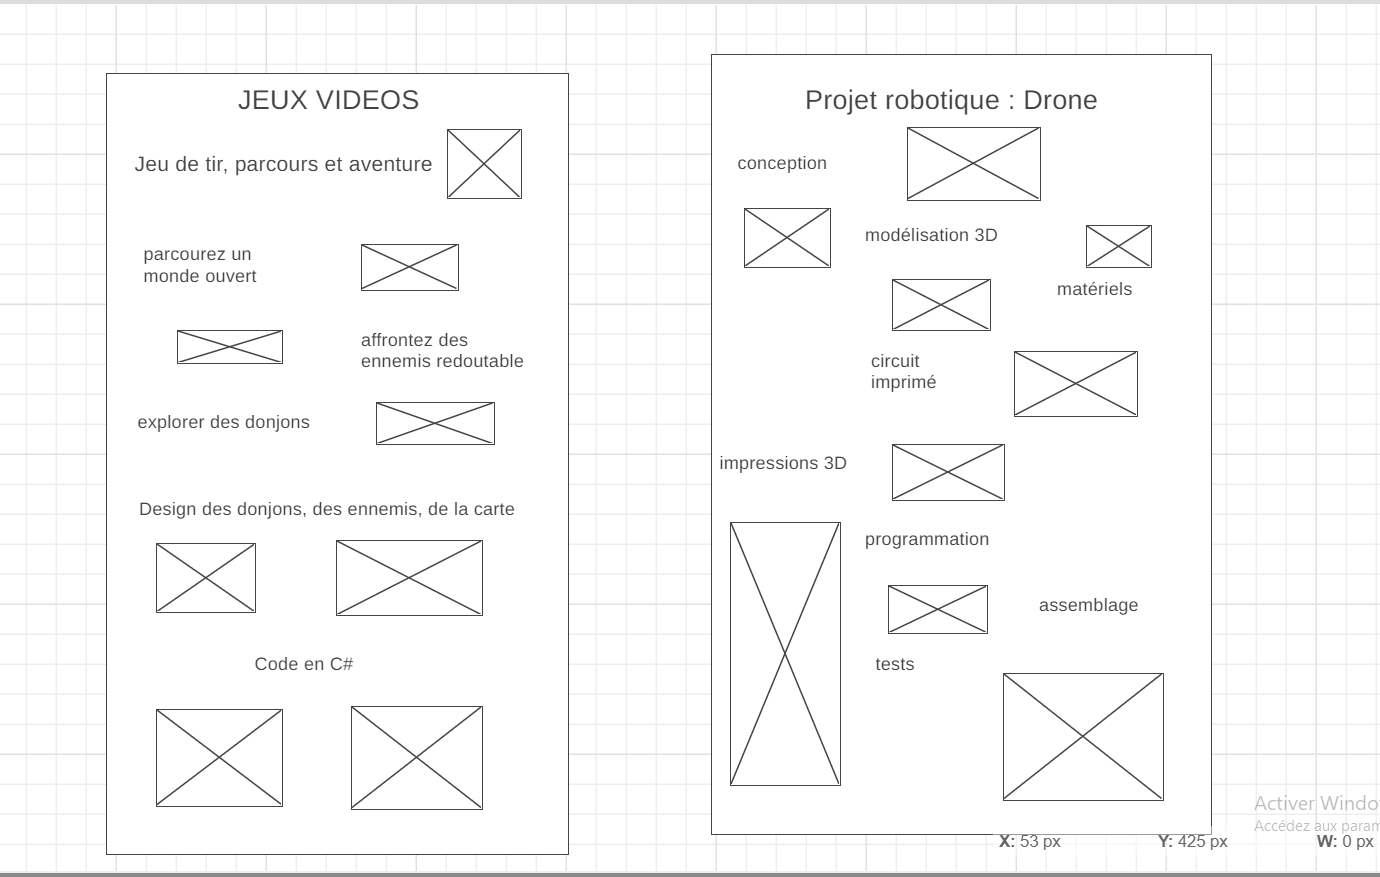 JEUX VIDEOS
Jeu de tir, parcours et aventure
parcourez un
monde ouvert
affrontez des
ennemis redoutable
explorer des donjons
Design des donjons, des ennemis, de la carte
Code en C#
Projet robotique : Drone
conception
modélisation 3D
matériels
circuit
imprimé
impressions 3D
programmation
assemblage
tests
Activer Windo
Accédez aux param
X: 53 px Y: 425 px W: 0 px